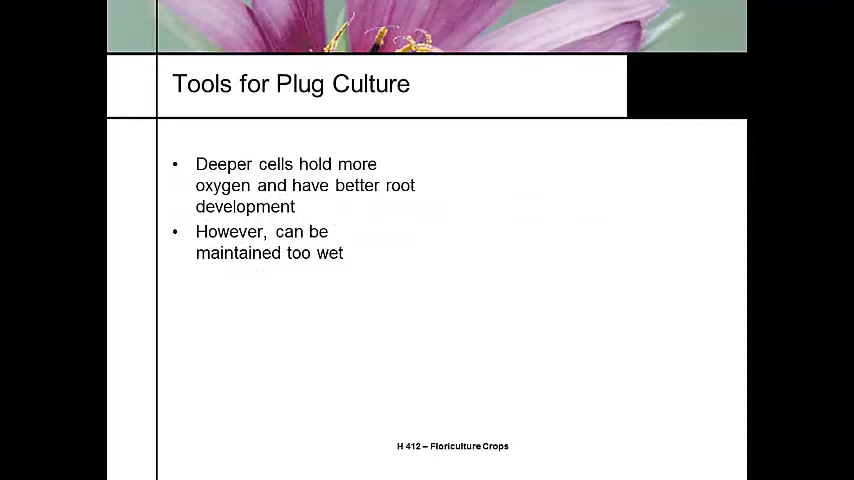 Tools for Plug Culture
• Deeper cells hold more
oxygen and have better root
development
• However, can be
maintained too wet
H 412 – Floriculture Crops